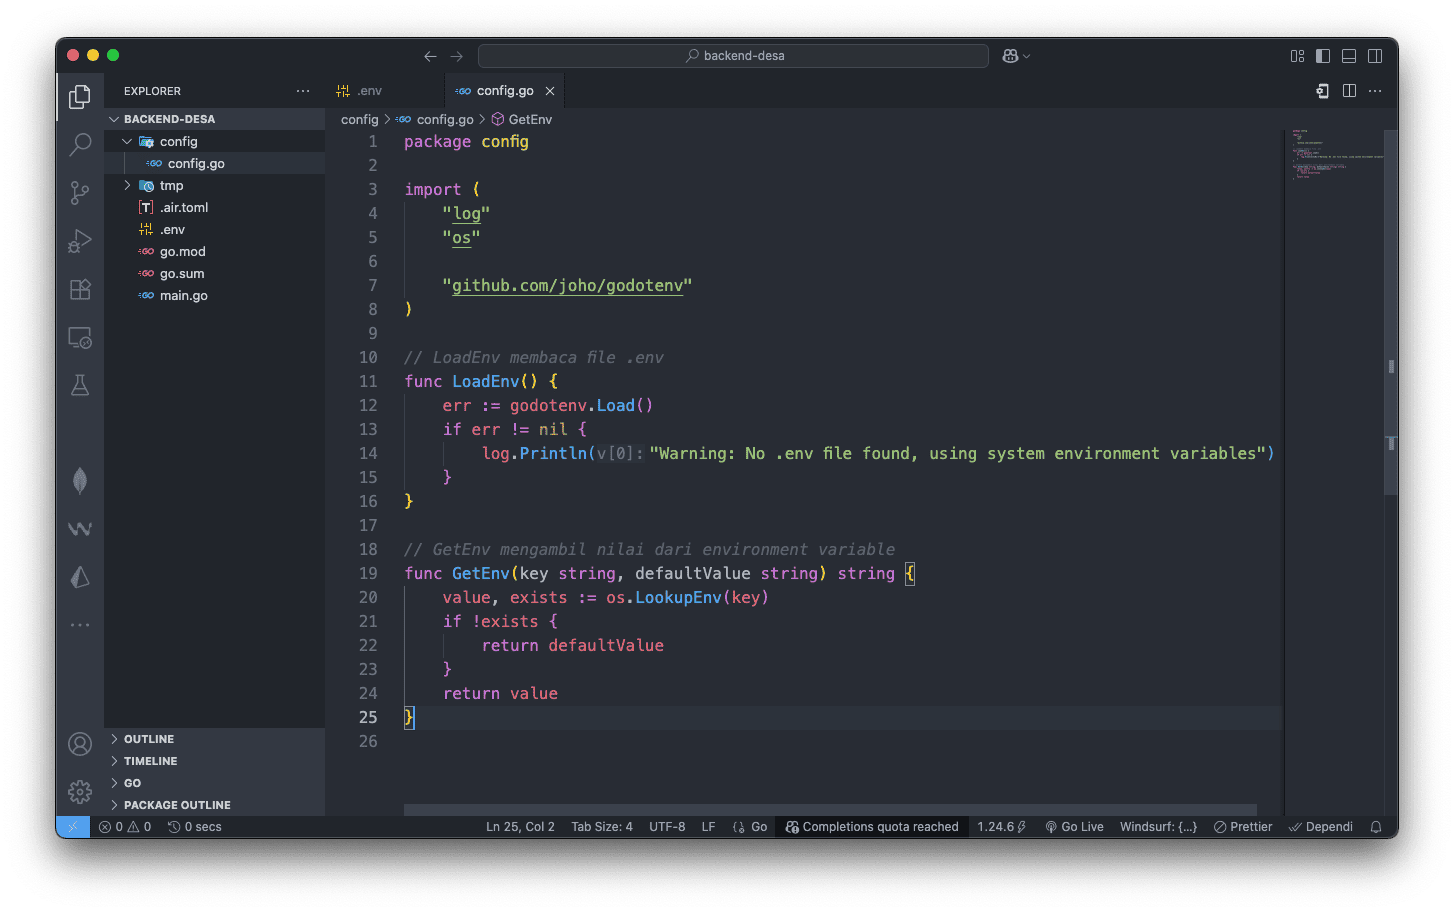 backend-desa
EXPLORER
BACKEND-DESA
config
config.go
tmp
.air.toml
.env
go.mod
go.sum
main.go
OUTLINE
TIMELINE
GO
PACKAGE OUTLINE
.env
config.go
config > config.go > GetEnv
1 package config
2
3 import (
4 "log"
5 "os"
6
7 "github.com/joho/godotenv"
8 )
9
10 // LoadEnv membaca file .env
11 func LoadEnv() {
12 err := godotenv.Load()
13 if err != nil {
14 log.Println(v[0]: "Warning: No .env file found, using system environment variables")
15 }
16 }
17
18 // GetEnv mengambil nilai dari environment variable
19 func GetEnv(key string, defaultValue string) string {
20 value, exists := os.LookupEnv(key)
21 if !exists {
22 return defaultValue
23 }
24 return value
25 }
26
0 0 0 secs Ln 25, Col 2 Tab Size: 4 UTF-8 LF Go Completions quota reached 1.24.6 Go Live Windsurf: {...} Prettier Dependi